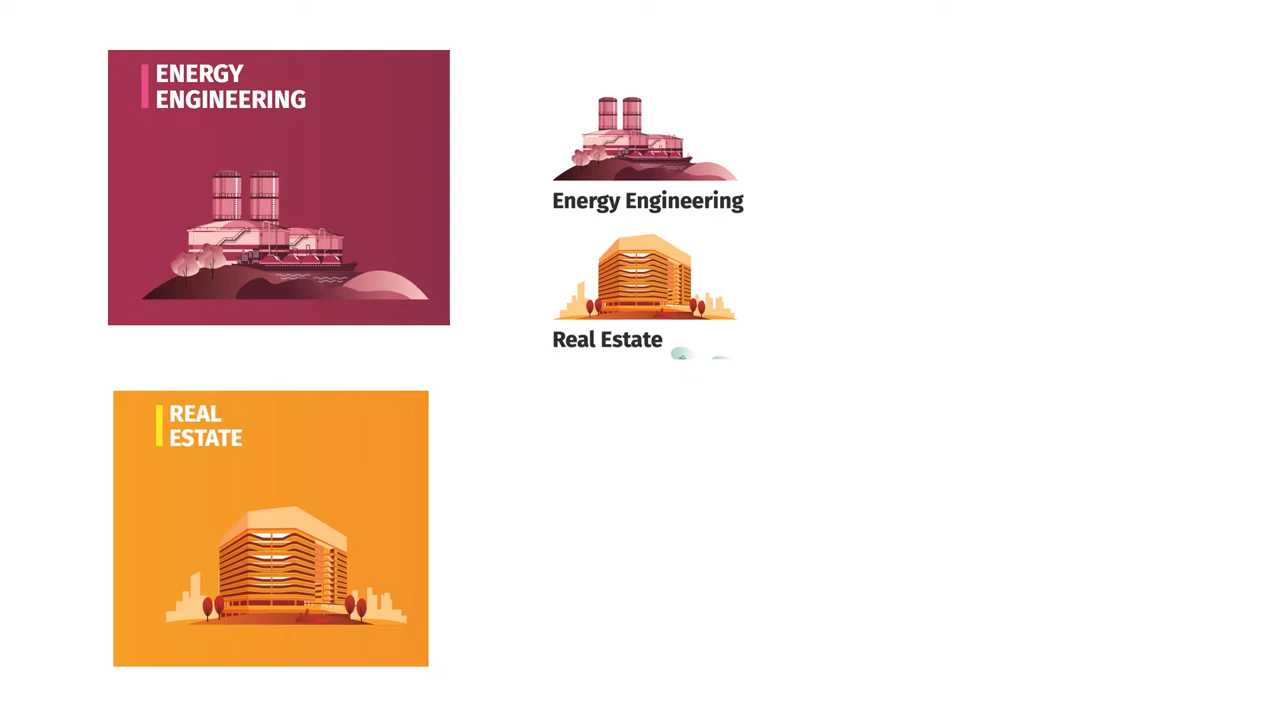 ENERGY
ENGINEERING
Energy Engineering
Real Estate
REAL
ESTATE